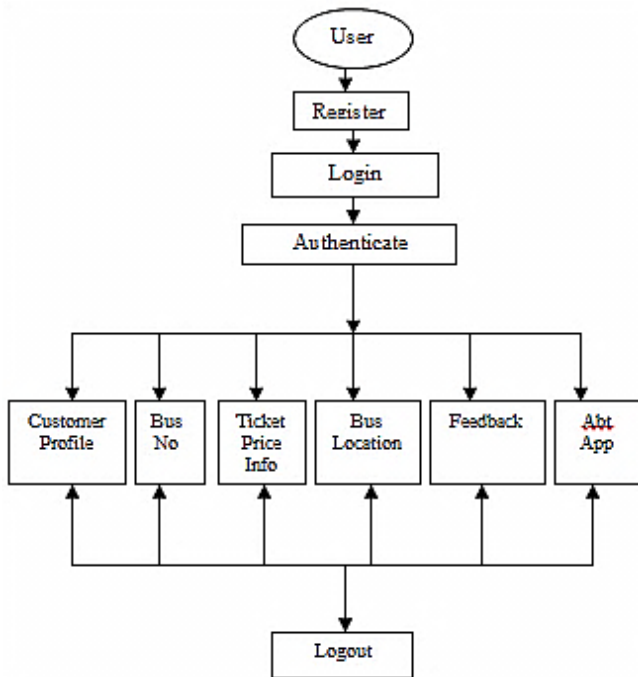 User
Register
Login
Authenticate
Customer
Profile
Bus
No
Ticket
Price
Info
Bus
Location
Feedback
Abt
App
Logout